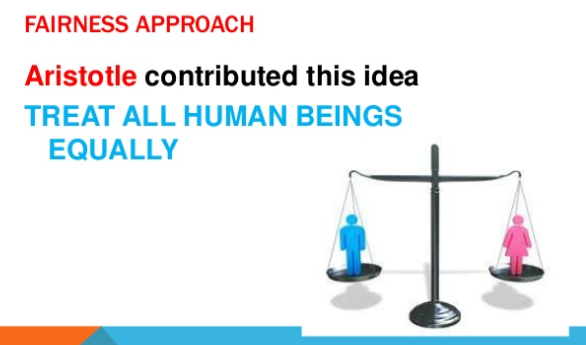 FAIRNESS APPROACH
Aristotle contributed this idea
TREAT ALL HUMAN BEINGS
EQUALLY